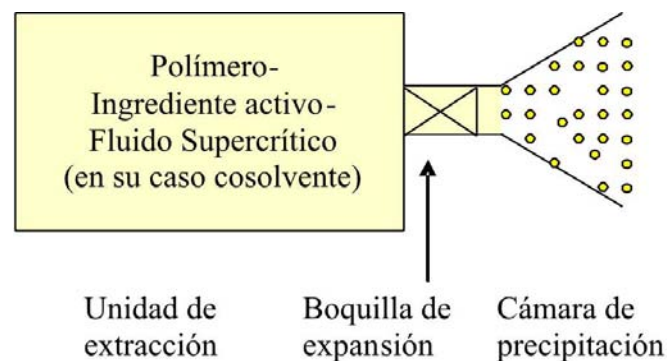 Polímero-
Ingrediente activo-
Fluido Supercrítico
(en su caso cosolvente)
Unidad de
extracción
Boquilla de
expansión
Cámara de
precipitación